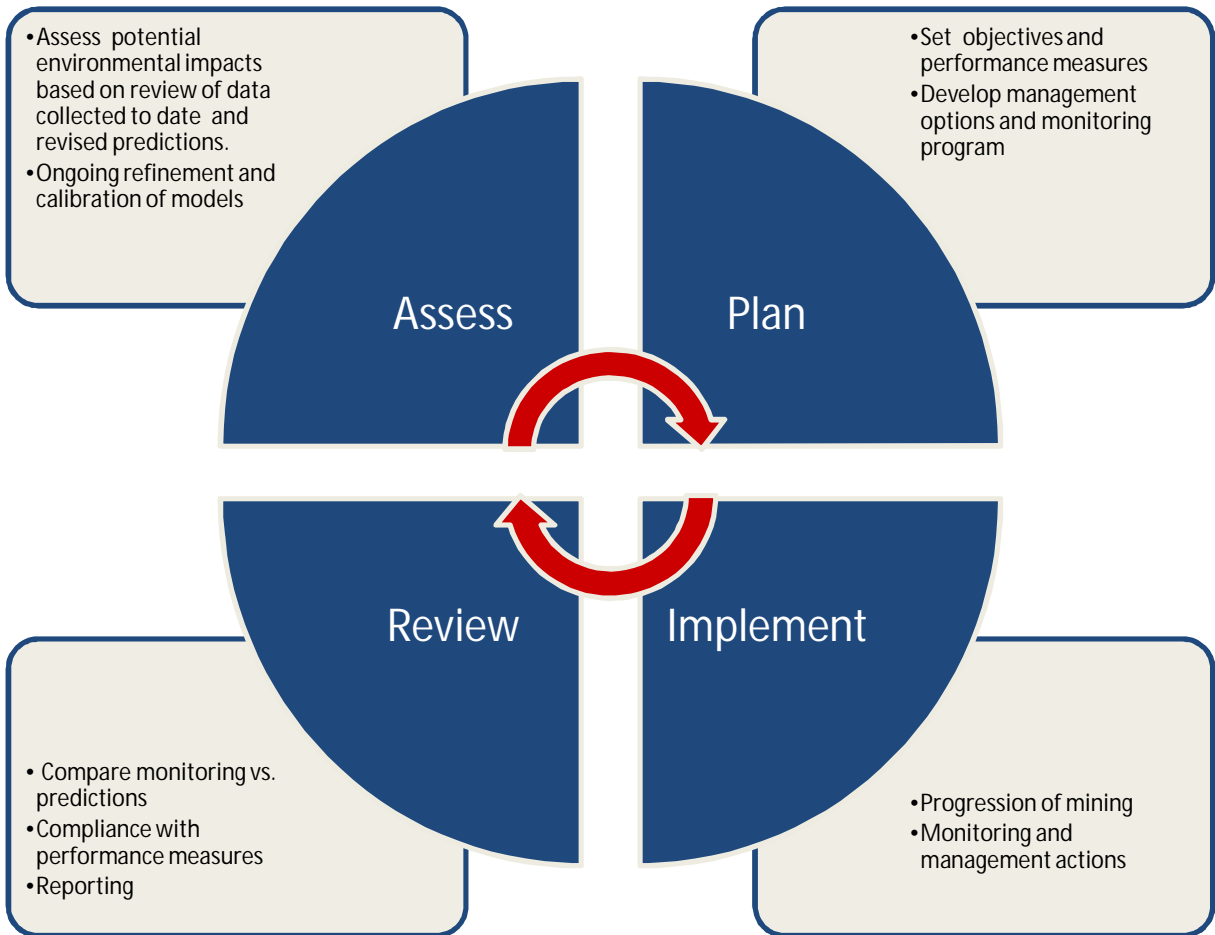 •Assess potential
environmental impacts
based on review of data
collected to date and
revised predictions.
•Ongoing refinement and
calibration of models
•Set objectives and
performance measures
•Develop management
options and monitoring
program
Assess
Plan
Review
Implement
• Compare monitoring vs.
predictions
•Compliance with
performance measures
•Reporting
•Progression of mining
•Monitoring and
management actions